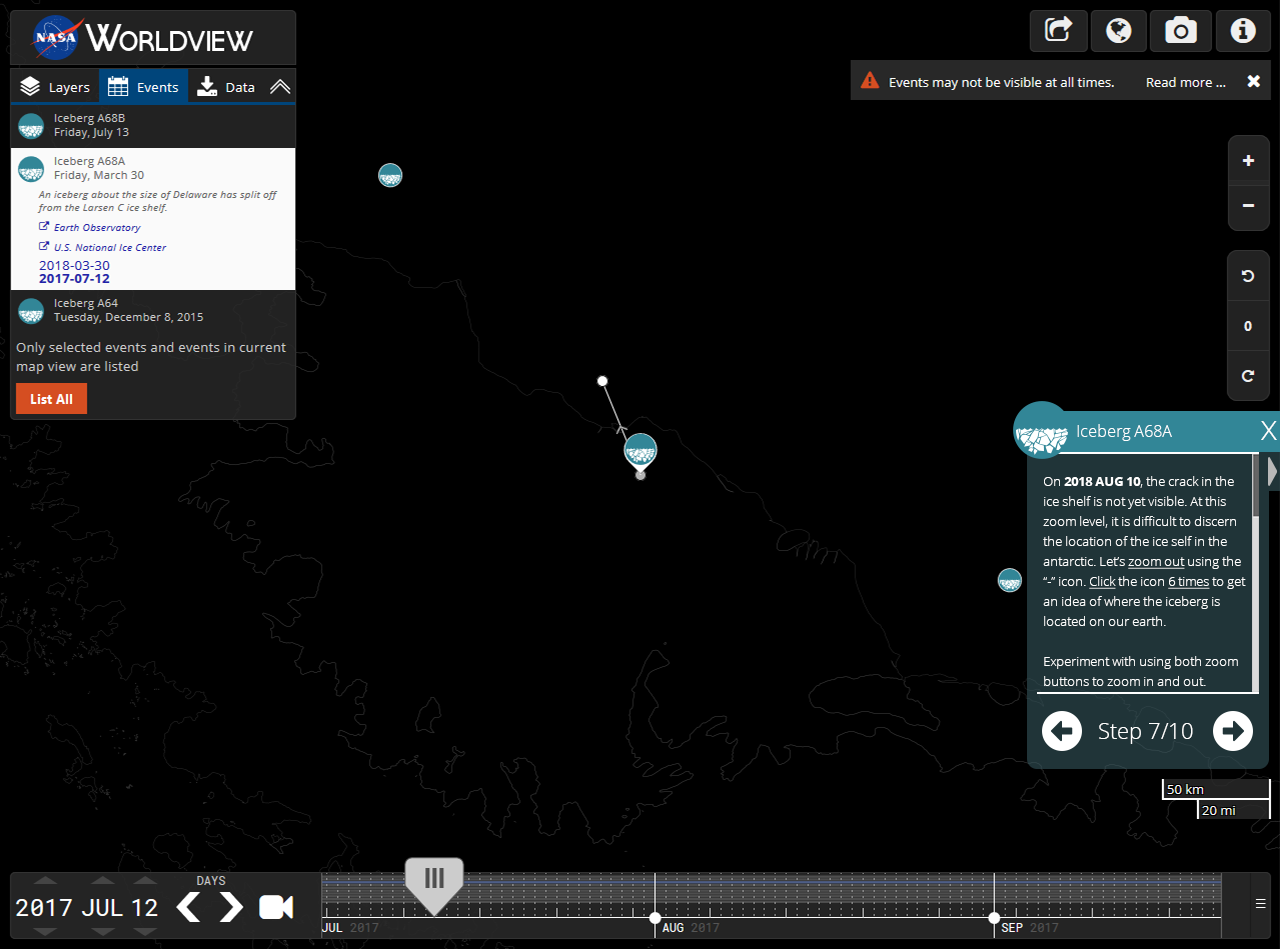 NASA WORLDVIEW
Layers Events Data
Iceberg A68B
Friday, July 13
Iceberg A68A
Friday, March 30
An iceberg about the size of Delaware has split off
from the Larsen C ice shelf.
Earth Observatory
U.S. National Ice Center
2018-03-30
2017-07-12
Iceberg A64
Tuesday, December 8, 2015
Only selected events and events in current
map view are listed
List All
Events may not be visible at all times. Read more ...
+
−
0
Iceberg A68A X
On 2018 AUG 10, the crack in the
ice shelf is not yet visible. At this
zoom level, it is difficult to discern
the location of the ice self in the
antarctic. Let's zoom out using the
“-” icon. Click the icon 6 times to get
an idea of where the iceberg is
located on our earth.
Experiment with using both zoom
buttons to zoom in and out.
Step 7/10
50 km
20 mi
DAYS
2017 JUL 12
JUL 2017 AUG 2017 SEP 2017